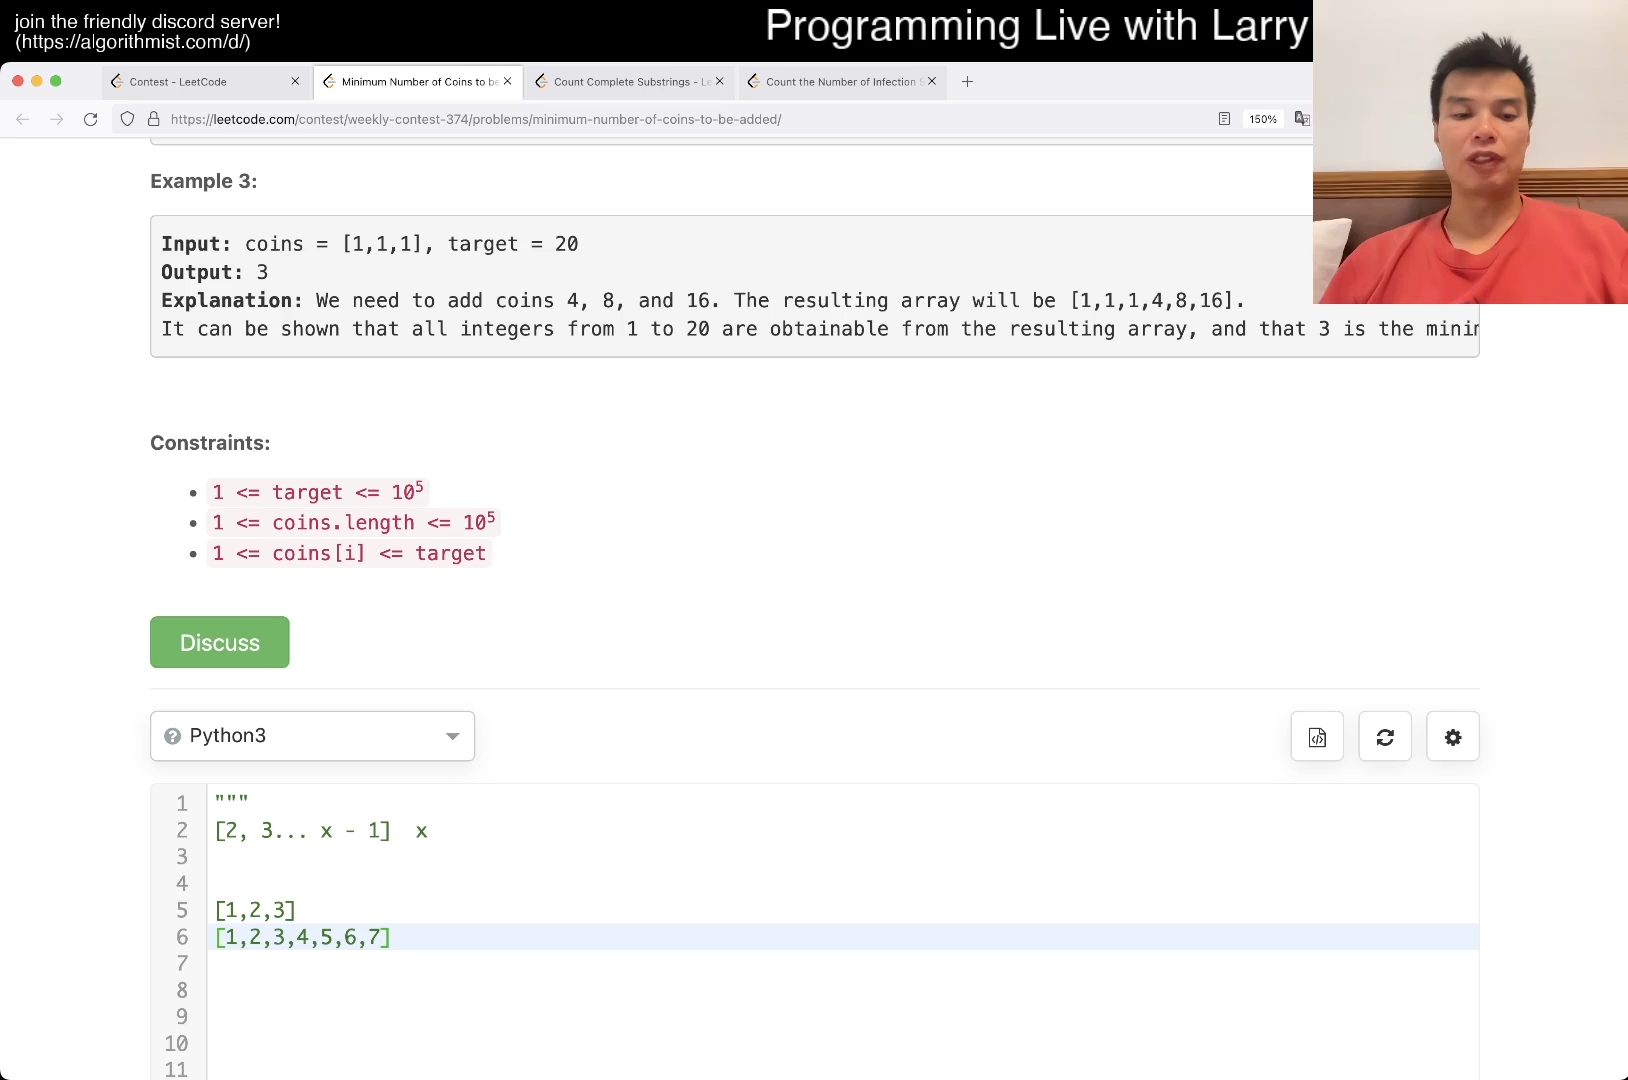 join the friendly discord server!
(https://algorithmist.com/d/)
Programming Live with Larry
Contest - LeetCode
Minimum Number of Coins to be
Count Complete Substrings - Le
Count the Number of Infection S
https://leetcode.com/contest/weekly-contest-374/problems/minimum-number-of-coins-to-be-added/
150%
Example 3:
Input: coins = [1,1,1], target = 20
Output: 3
Explanation: We need to add coins 4, 8, and 16. The resulting array will be [1,1,1,4,8,16].
It can be shown that all integers from 1 to 20 are obtainable from the resulting array, and that 3 is the minim
Constraints:
1 <= target <= 10⁵
1 <= coins.length <= 10⁵
1 <= coins[i] <= target
Discuss
Python3
1 """
2 [2, 3... x - 1]  x
3
4
5 [1,2,3]
6 [1,2,3,4,5,6,7]
7
8
9
10
11